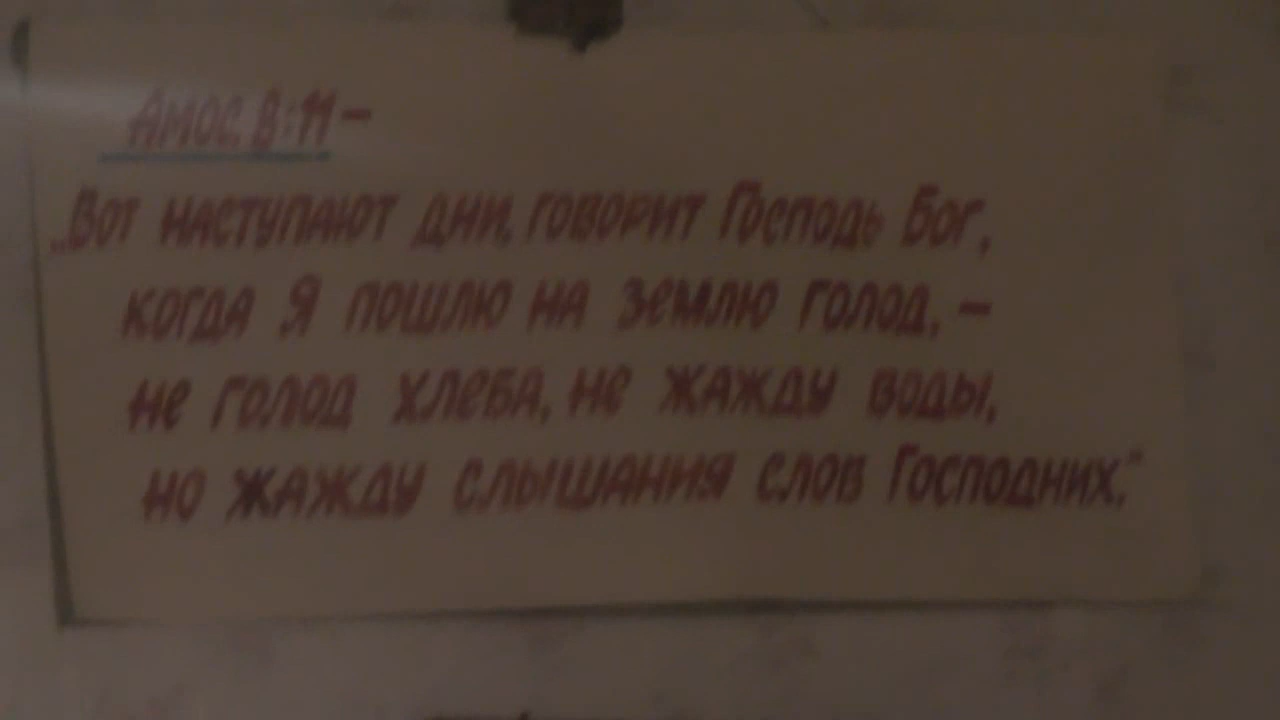 Амос. 8:11 –
„Вот наступают дни, говорит Господь Бог,
когда Я пошлю на землю голод, –
не голод хлеба, не жажду воды,
но жажду слышания слов Господних."